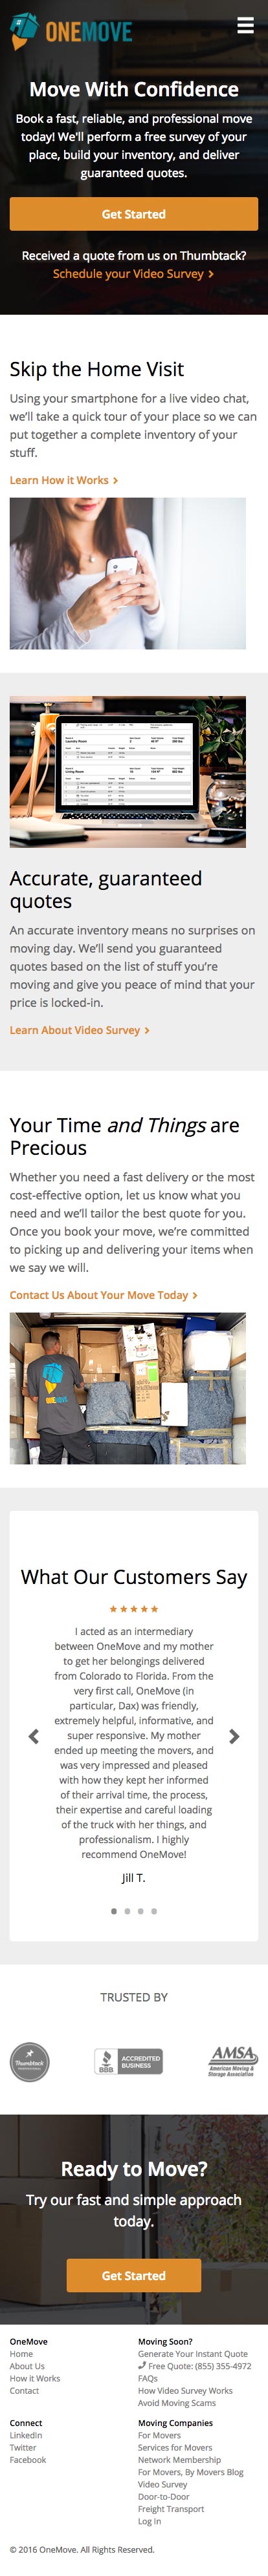 ONEMOVE
Move With Confidence
Book a fast, reliable, and professional move
today! We'll perform a free survey of your
place, build your inventory, and deliver
guaranteed quotes.
Get Started
Received a quote from us on Thumbtack?
Schedule your Video Survey
Skip the Home Visit
Using your smartphone for a live video chat,
we'll take a quick tour of your place so we can
put together a complete inventory of your
stuff.
Learn How it Works
Laundry Room
Living Room
Accurate, guaranteed
quotes
An accurate inventory means no surprises on
moving day. We'll send you guaranteed
quotes based on the list of stuff you're
moving and give you peace of mind that your
price is locked-in.
Learn About Video Survey
Your Time and Things are
Precious
Whether you need a fast delivery or the most
cost-effective option, let us know what you
need and we'll tailor the best quote for you.
Once you book your move, we're committed
to picking up and delivering your items when
we say we will.
Contact Us About Your Move Today
What Our Customers Say
I acted as an intermediary
between OneMove and my mother
to get her belongings delivered
from Colorado to Florida. From the
very first call, OneMove (in
particular, Dax) was friendly,
extremely helpful, informative, and
super responsive. My mother
ended up meeting the movers, and
was very impressed and pleased
with how they kept her informed
of their arrival time, the process,
their expertise and careful loading
of the truck with her things, and
professionalism. I highly
recommend OneMove!
Jill T.
TRUSTED BY
Thumbtack
PROFESSIONAL
BBB
ACCREDITED
BUSINESS
AMSA
American Moving &
Storage Association
Ready to Move?
Try our fast and simple approach
today.
Get Started
OneMove
Home
About Us
How it Works
Contact
Moving Soon?
Generate Your Instant Quote
Free Quote: (855) 355-4972
FAQs
How Video Survey Works
Avoid Moving Scams
Connect
LinkedIn
Twitter
Facebook
Moving Companies
For Movers
Services for Movers
Network Membership
For Movers, By Movers Blog
Video Survey
Door-to-Door
Freight Transport
Log In
© 2016 OneMove. All Rights Reserved.